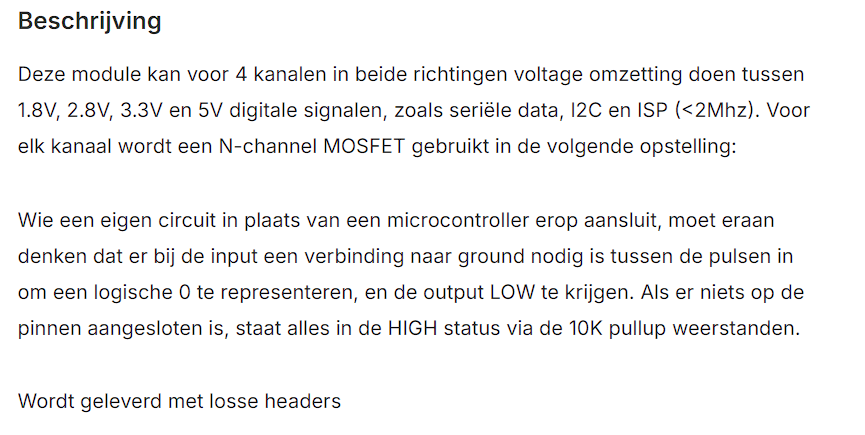 Beschrijving
Deze module kan voor 4 kanalen in beide richtingen voltage omzetting doen tussen
1.8V, 2.8V, 3.3V en 5V digitale signalen, zoals seriële data, I2C en ISP (<2Mhz). Voor
elk kanaal wordt een N-channel MOSFET gebruikt in de volgende opstelling:
Wie een eigen circuit in plaats van een microcontroller erop aansluit, moet eraan
denken dat er bij de input een verbinding naar ground nodig is tussen de pulsen in
om een logische 0 te representeren, en de output LOW te krijgen. Als er niets op de
pinnen aangesloten is, staat alles in de HIGH status via de 10K pullup weerstanden.
Wordt geleverd met losse headers